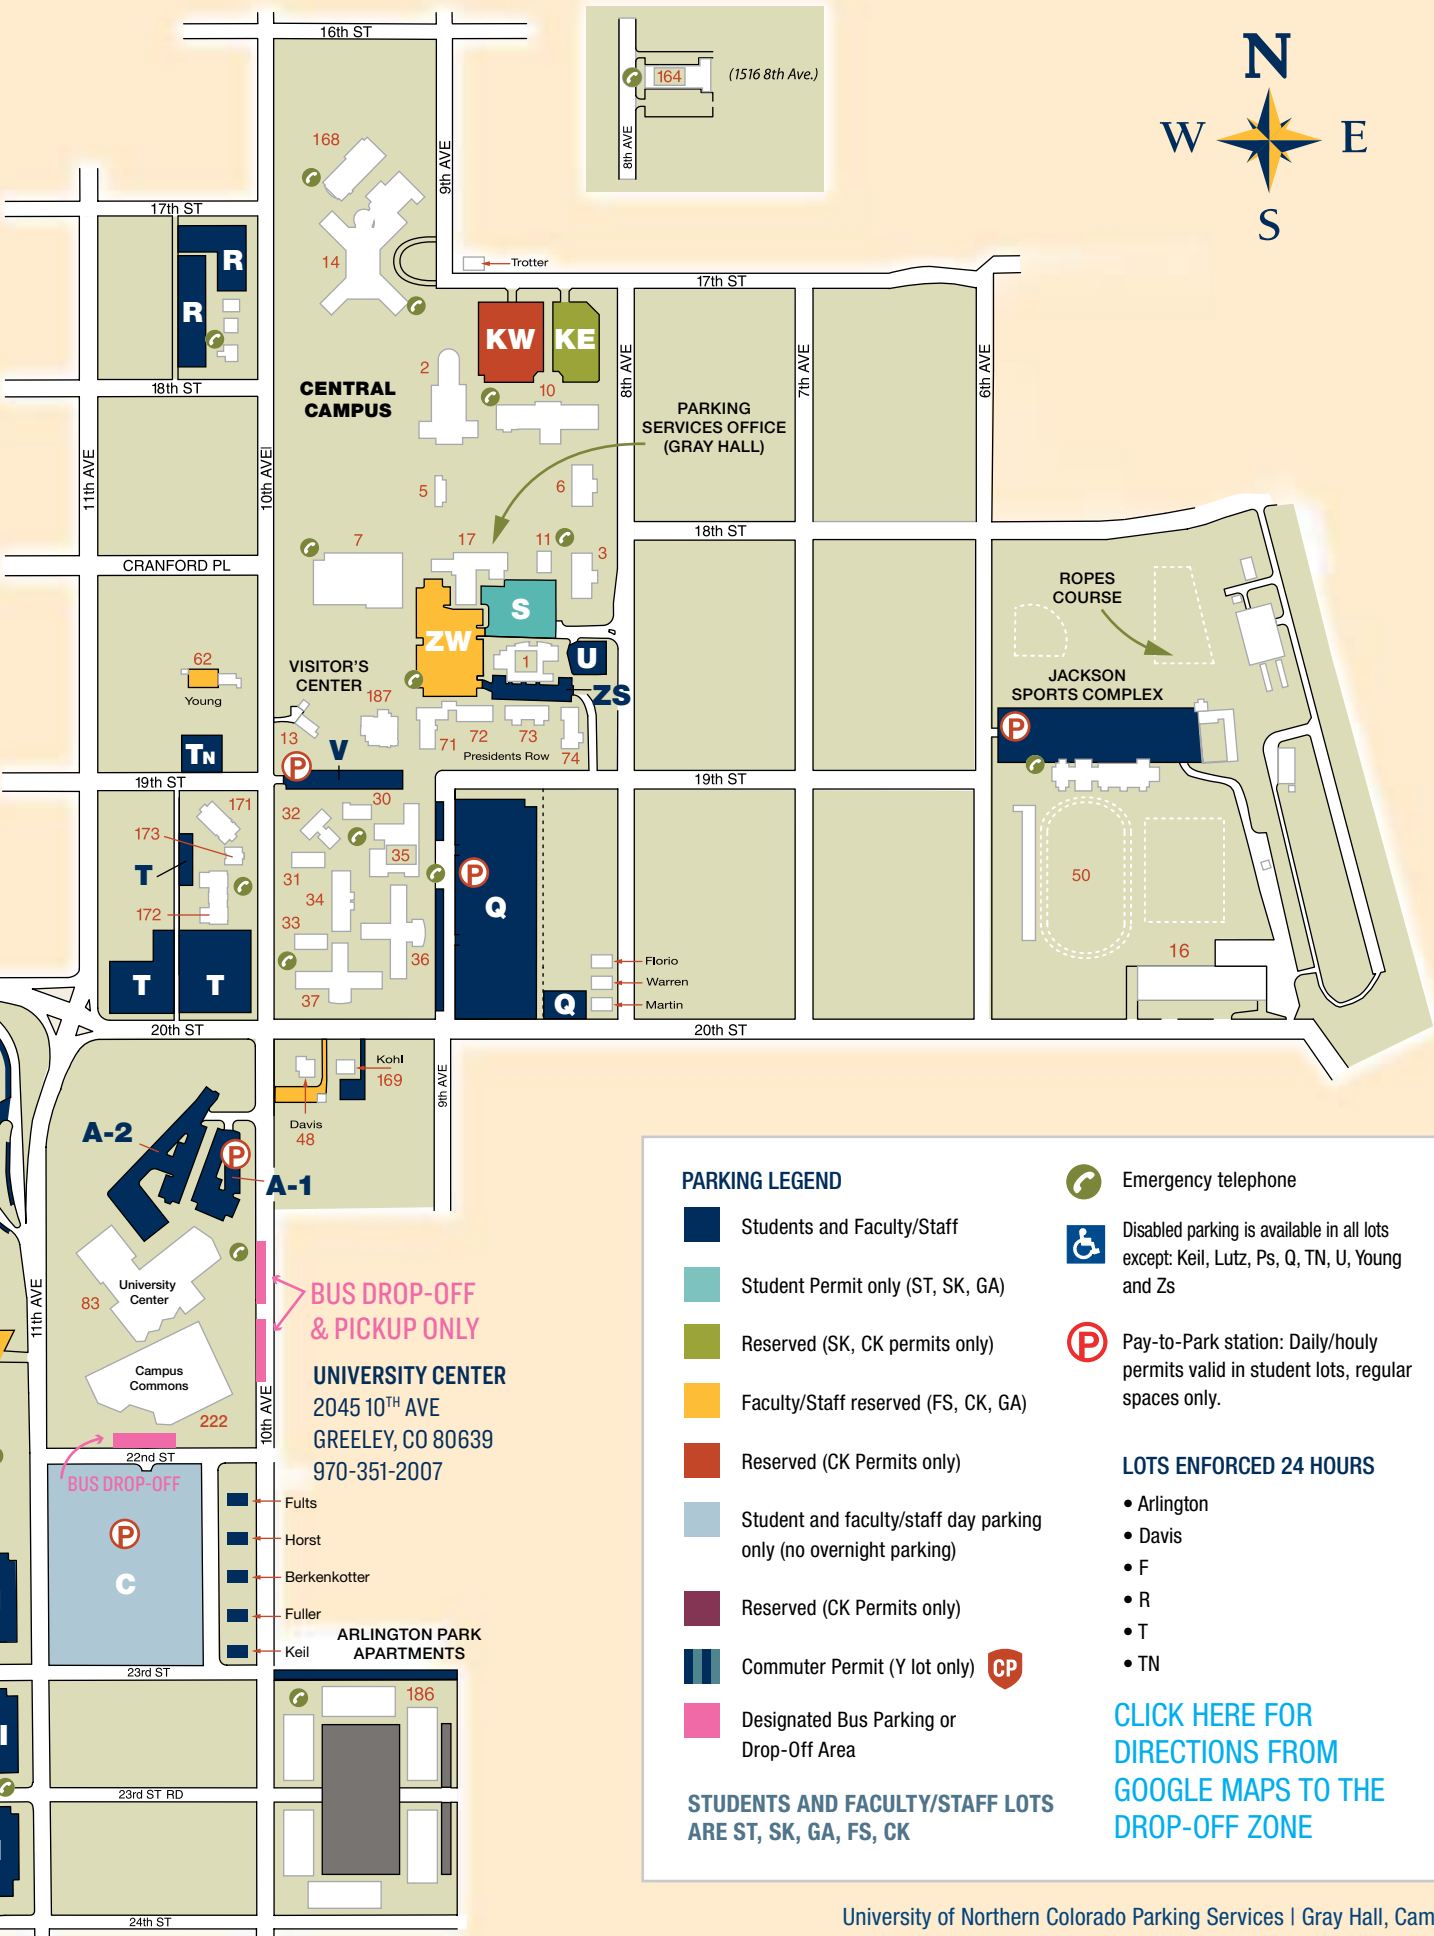 16th ST
164
(1516 8th Ave.)
8th AVE
N
W
E
S
168
9th AVE
17th ST
R
R
14
Trotter
17th ST
KW
KE
2
10
8th AVE
7th AVE
6th AVE
18th ST
CENTRAL
CAMPUS
PARKING
SERVICES OFFICE
(GRAY HALL)
11th AVE
10th AVE
5
6
7
17
11
3
18th ST
CRANFORD PL
S
ZW
1
U
ZS
ROPES
COURSE
JACKSON
SPORTS COMPLEX
P
62
Young
VISITOR'S
CENTER
187
13
V
P
71
72
73
74
Presidents Row
TN
19th ST
19th ST
171
173
T
172
30
32
35
31
34
33
36
37
P
Q
50
16
Florio
Warren
Martin
Q
T
T
20th ST
20th ST
Kohl
169
Davis
48
9th AVE
A-2
P
A-1
University
Center
83
11th AVE
BUS DROP-OFF
& PICKUP ONLY
Campus
Commons
222
10th AVE
UNIVERSITY CENTER
2045 10TH AVE
GREELEY, CO 80639
970-351-2007
22nd ST
BUS DROP-OFF
P
C
Fults
Horst
Berkenkotter
Fuller
Keil
23rd ST
ARLINGTON PARK
APARTMENTS
186
23rd ST RD
24th ST
PARKING LEGEND
Students and Faculty/Staff
Student Permit only (ST, SK, GA)
Reserved (SK, CK permits only)
Faculty/Staff reserved (FS, CK, GA)
Reserved (CK Permits only)
Student and faculty/staff day parking
only (no overnight parking)
Reserved (CK Permits only)
Commuter Permit (Y lot only)
CP
Designated Bus Parking or
Drop-Off Area
STUDENTS AND FACULTY/STAFF LOTS
ARE ST, SK, GA, FS, CK
Emergency telephone
Disabled parking is available in all lots
except: Keil, Lutz, Ps, Q, TN, U, Young
and Zs
P
Pay-to-Park station: Daily/houly
permits valid in student lots, regular
spaces only.
LOTS ENFORCED 24 HOURS
• Arlington
• Davis
• F
• R
• T
• TN
CLICK HERE FOR
DIRECTIONS FROM
GOOGLE MAPS TO THE
DROP-OFF ZONE
University of Northern Colorado Parking Services | Gray Hall, Cam